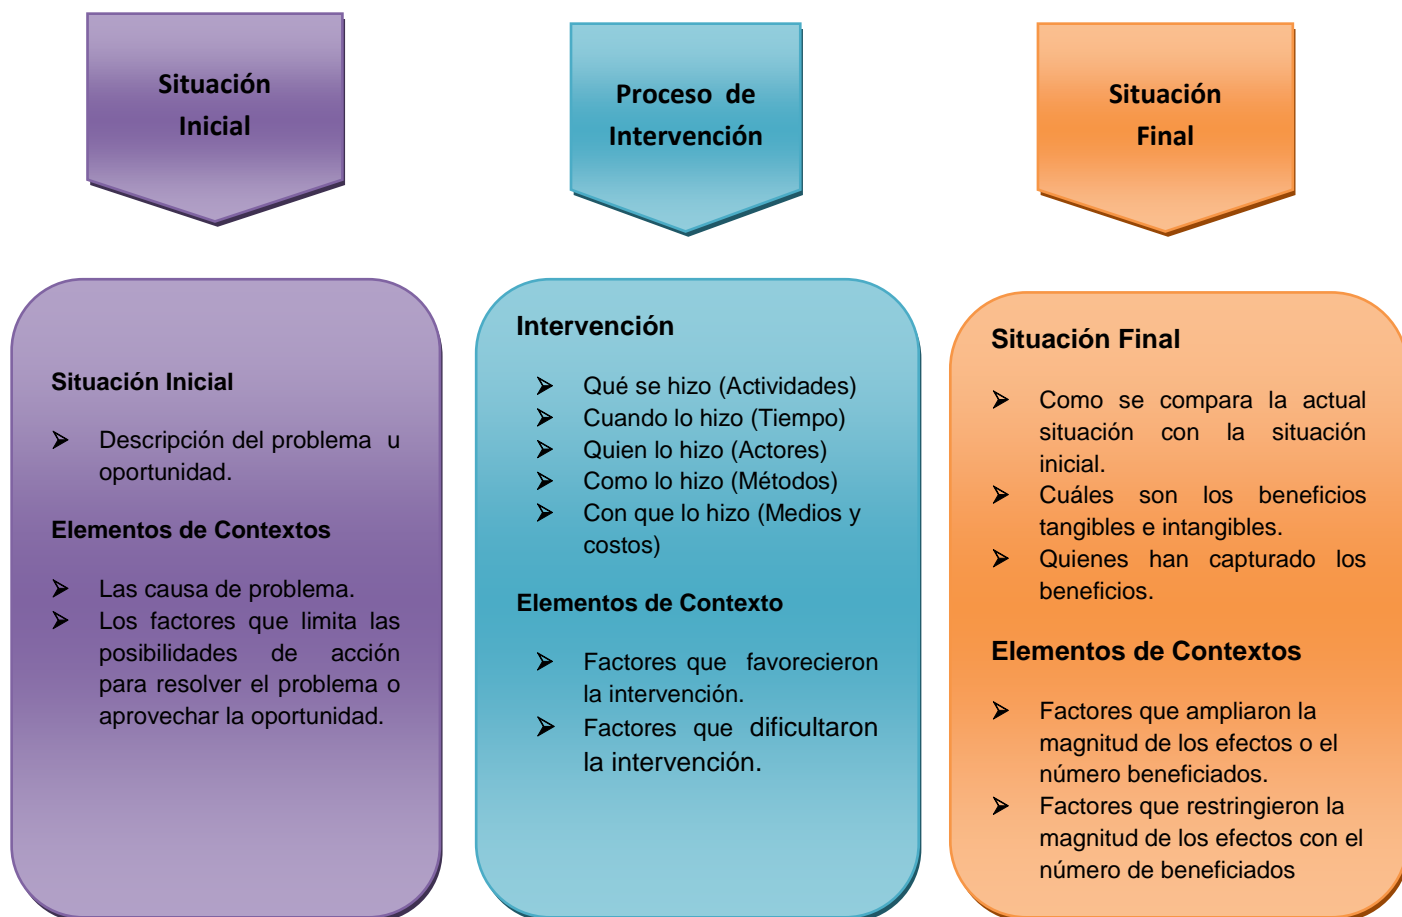 Situación
Inicial
Proceso de
Intervención
Situación
Final
Situación Inicial
Descripción del problema u
oportunidad.
Elementos de Contextos
Las causa de problema.
Los factores que limita las
posibilidades de acción
para resolver el problema o
aprovechar la oportunidad.
Intervención
Qué se hizo (Actividades)
Cuando lo hizo (Tiempo)
Quien lo hizo (Actores)
Como lo hizo (Métodos)
Con que lo hizo (Medios y
costos)
Elementos de Contexto
Factores que favorecieron
la intervención.
Factores que dificultaron
la intervención.
Situación Final
Como se compara la actual
situación con la situación
inicial.
Cuáles son los beneficios
tangibles e intangibles.
Quienes han capturado los
beneficios.
Elementos de Contextos
Factores que ampliaron la
magnitud de los efectos o el
número beneficiados.
Factores que restringieron la
magnitud de los efectos con el
número de beneficiados